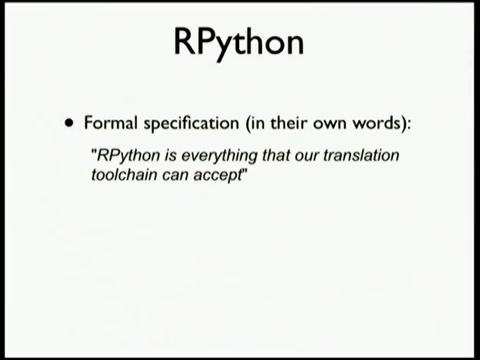 RPython
• Formal specification (in their own words):
"RPython is everything that our translation
toolchain can accept"